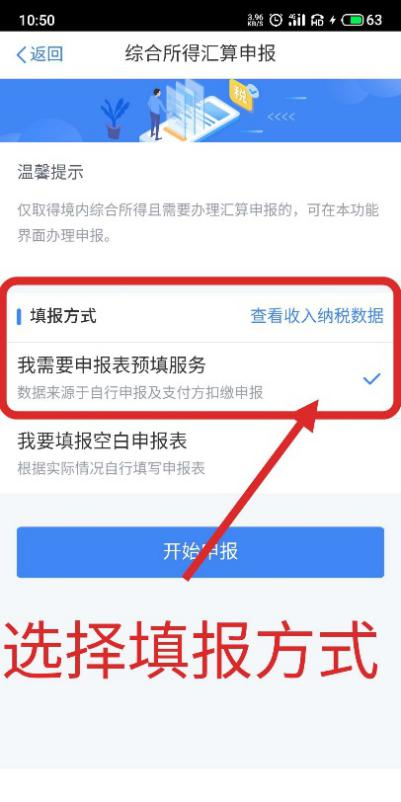 10:50
3.96 KB/S
4G
HD
63
返回
综合所得汇算申报
税
<<<<
温馨提示
仅取得境内综合所得且需要办理汇算申报的，可在本功能
界面办理申报。
填报方式
查看收入纳税数据
我需要申报表预填服务
数据来源于自行申报及支付方扣缴申报
我要填报空白申报表
根据实际情况自行填写申报表
开始申报
选择填报方式